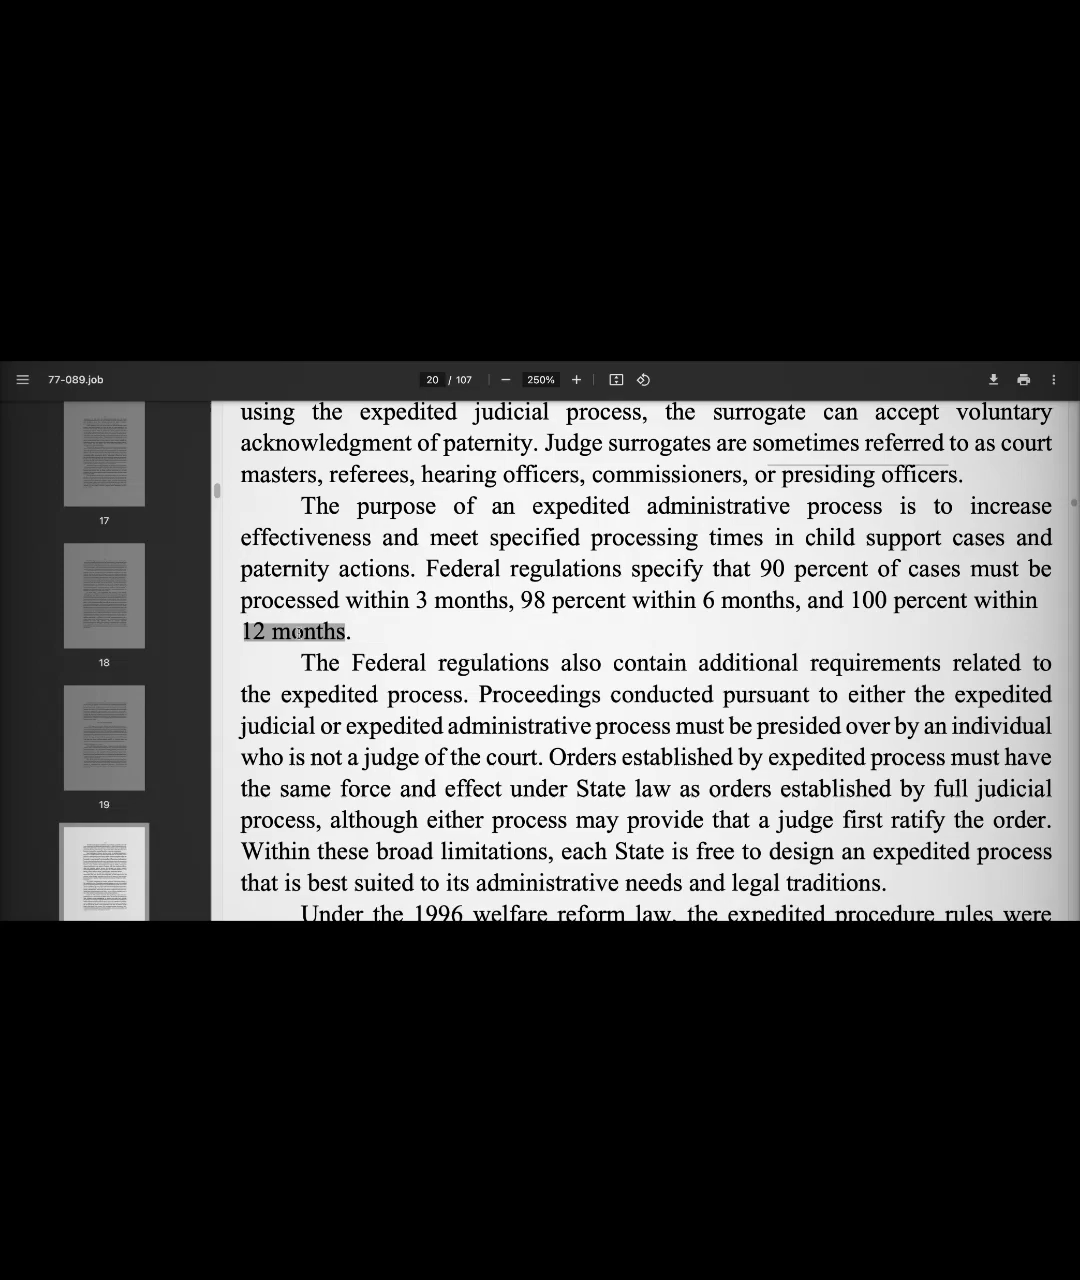 77-089.job
20 / 107
250%
using the expedited judicial process, the surrogate can accept voluntary
acknowledgment of paternity. Judge surrogates are sometimes referred to as court
masters, referees, hearing officers, commissioners, or presiding officers.
The purpose of an expedited administrative process is to increase
effectiveness and meet specified processing times in child support cases and
paternity actions. Federal regulations specify that 90 percent of cases must be
processed within 3 months, 98 percent within 6 months, and 100 percent within
12 months.
The Federal regulations also contain additional requirements related to
the expedited process. Proceedings conducted pursuant to either the expedited
judicial or expedited administrative process must be presided over by an individual
who is not a judge of the court. Orders established by expedited process must have
the same force and effect under State law as orders established by full judicial
process, although either process may provide that a judge first ratify the order.
Within these broad limitations, each State is free to design an expedited process
that is best suited to its administrative needs and legal traditions.
Under the 1996 welfare reform law, the expedited procedure rules were
17
18
19